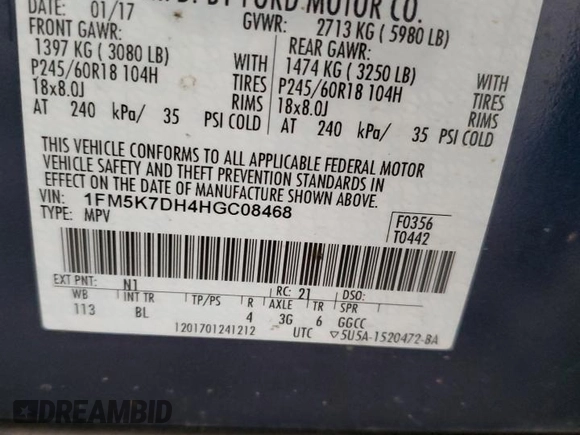 BY FORD MOTOR CO.
DATE: 01/17 GVWR: 2713 KG ( 5980 LB)
FRONT GAWR: REAR GAWR:
1397 KG ( 3080 LB) WITH 1474 KG ( 3250 LB) WITH
P245/60R18 104H TIRES P245/60R18 104H TIRES
18x8.0J RIMS 18x8.0J RIMS
AT 240 kPa/ 35 PSI COLD AT 240 kPa/ 35 PSI COLD
THIS VEHICLE CONFORMS TO ALL APPLICABLE FEDERAL MOTOR
VEHICLE SAFETY AND THEFT PREVENTION STANDARDS IN
EFFECT ON THE DATE OF MANUFACTURE SHOWN ABOVE.
VIN: 1FM5K7DH4HGC08468 F0356
TYPE: MPV T0442
EXT PNT: N1 RC: 21 DSO:
WB INT TR TP/PS R AXLE TR SPR
113 BL 4 3G 6 GGCC
1201701241212 UTC ▽5U5A-1520472-BA
DREAMBID